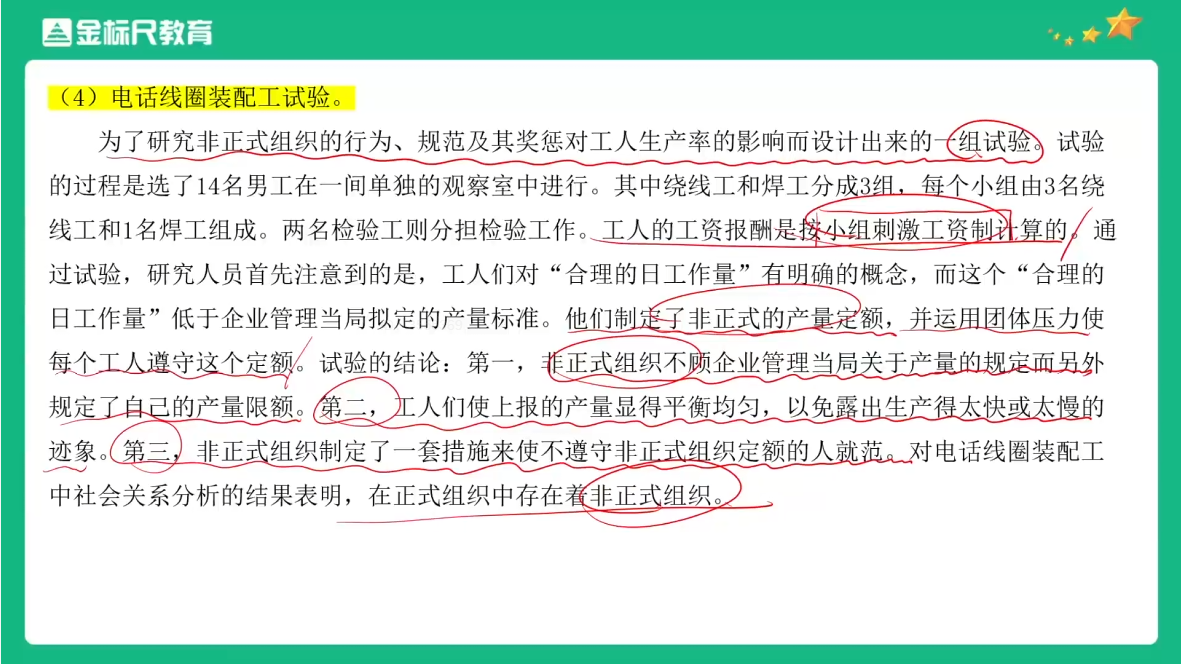 金标尺教育
（4）电话线圈装配工试验。
为了研究非正式组织的行为、规范及其奖惩对工人生产率的影响而设计出来的一组试验。试验
的过程是选了14名男工在一间单独的观察室中进行。其中绕线工和焊工分成3组，每个小组由3名绕
线工和1名焊工组成。两名检验工则分担检验工作。工人的工资报酬是按小组刺激工资制计算的。通
过试验，研究人员首先注意到的是，工人们对“合理的日工作量”有明确的概念，而这个“合理的
日工作量”低于企业管理当局拟定的产量标准。他们制定了非正式的产量定额，并运用团体压力使
每个工人遵守这个定额。试验的结论：第一，非正式组织不顾企业管理当局关于产量的规定而另外
规定了自己的产量限额。第二，工人们使上报的产量显得平衡均匀，以免露出生产得太快或太慢的
迹象。第三，非正式组织制定了一套措施来使不遵守非正式组织定额的人就范。对电话线圈装配工
中社会关系分析的结果表明，在正式组织中存在着非正式组织。